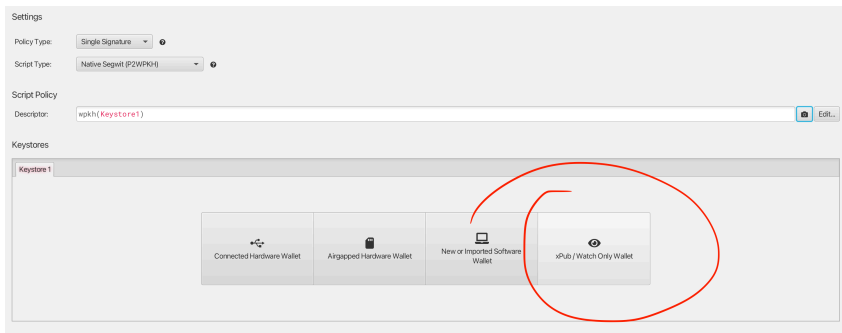 Settings
Policy Type: Single Signature
Script Type: Native Segwit (P2WPKH)
Script Policy
Descriptor: wpkh(Keystore1) Edit...
Keystores
Keystore 1
Connected Hardware Wallet
Airgapped Hardware Wallet
New or Imported Software
Wallet
xPub / Watch Only Wallet